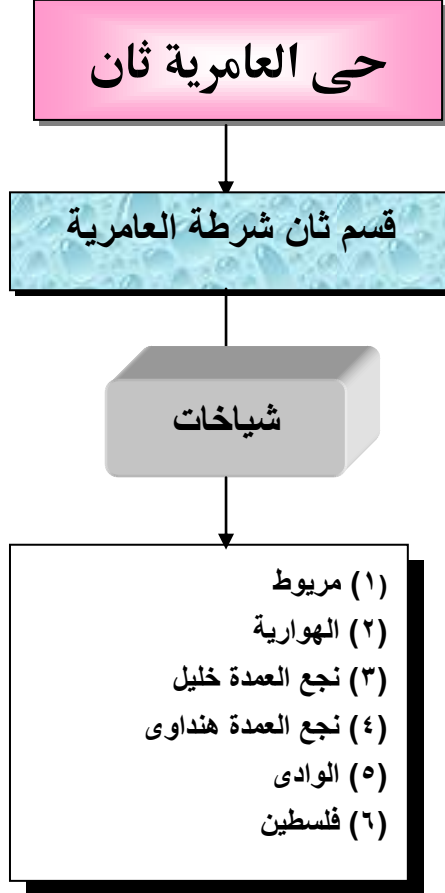 حى العامرية ثان
قسم ثان شرطة العامرية
شياخات
(١) مريوط
(٢) الهوارية
(٣) نجع العمدة خليل
(٤) نجع العمدة هنداوى
(٥) الوادى
(٦) فلسطين